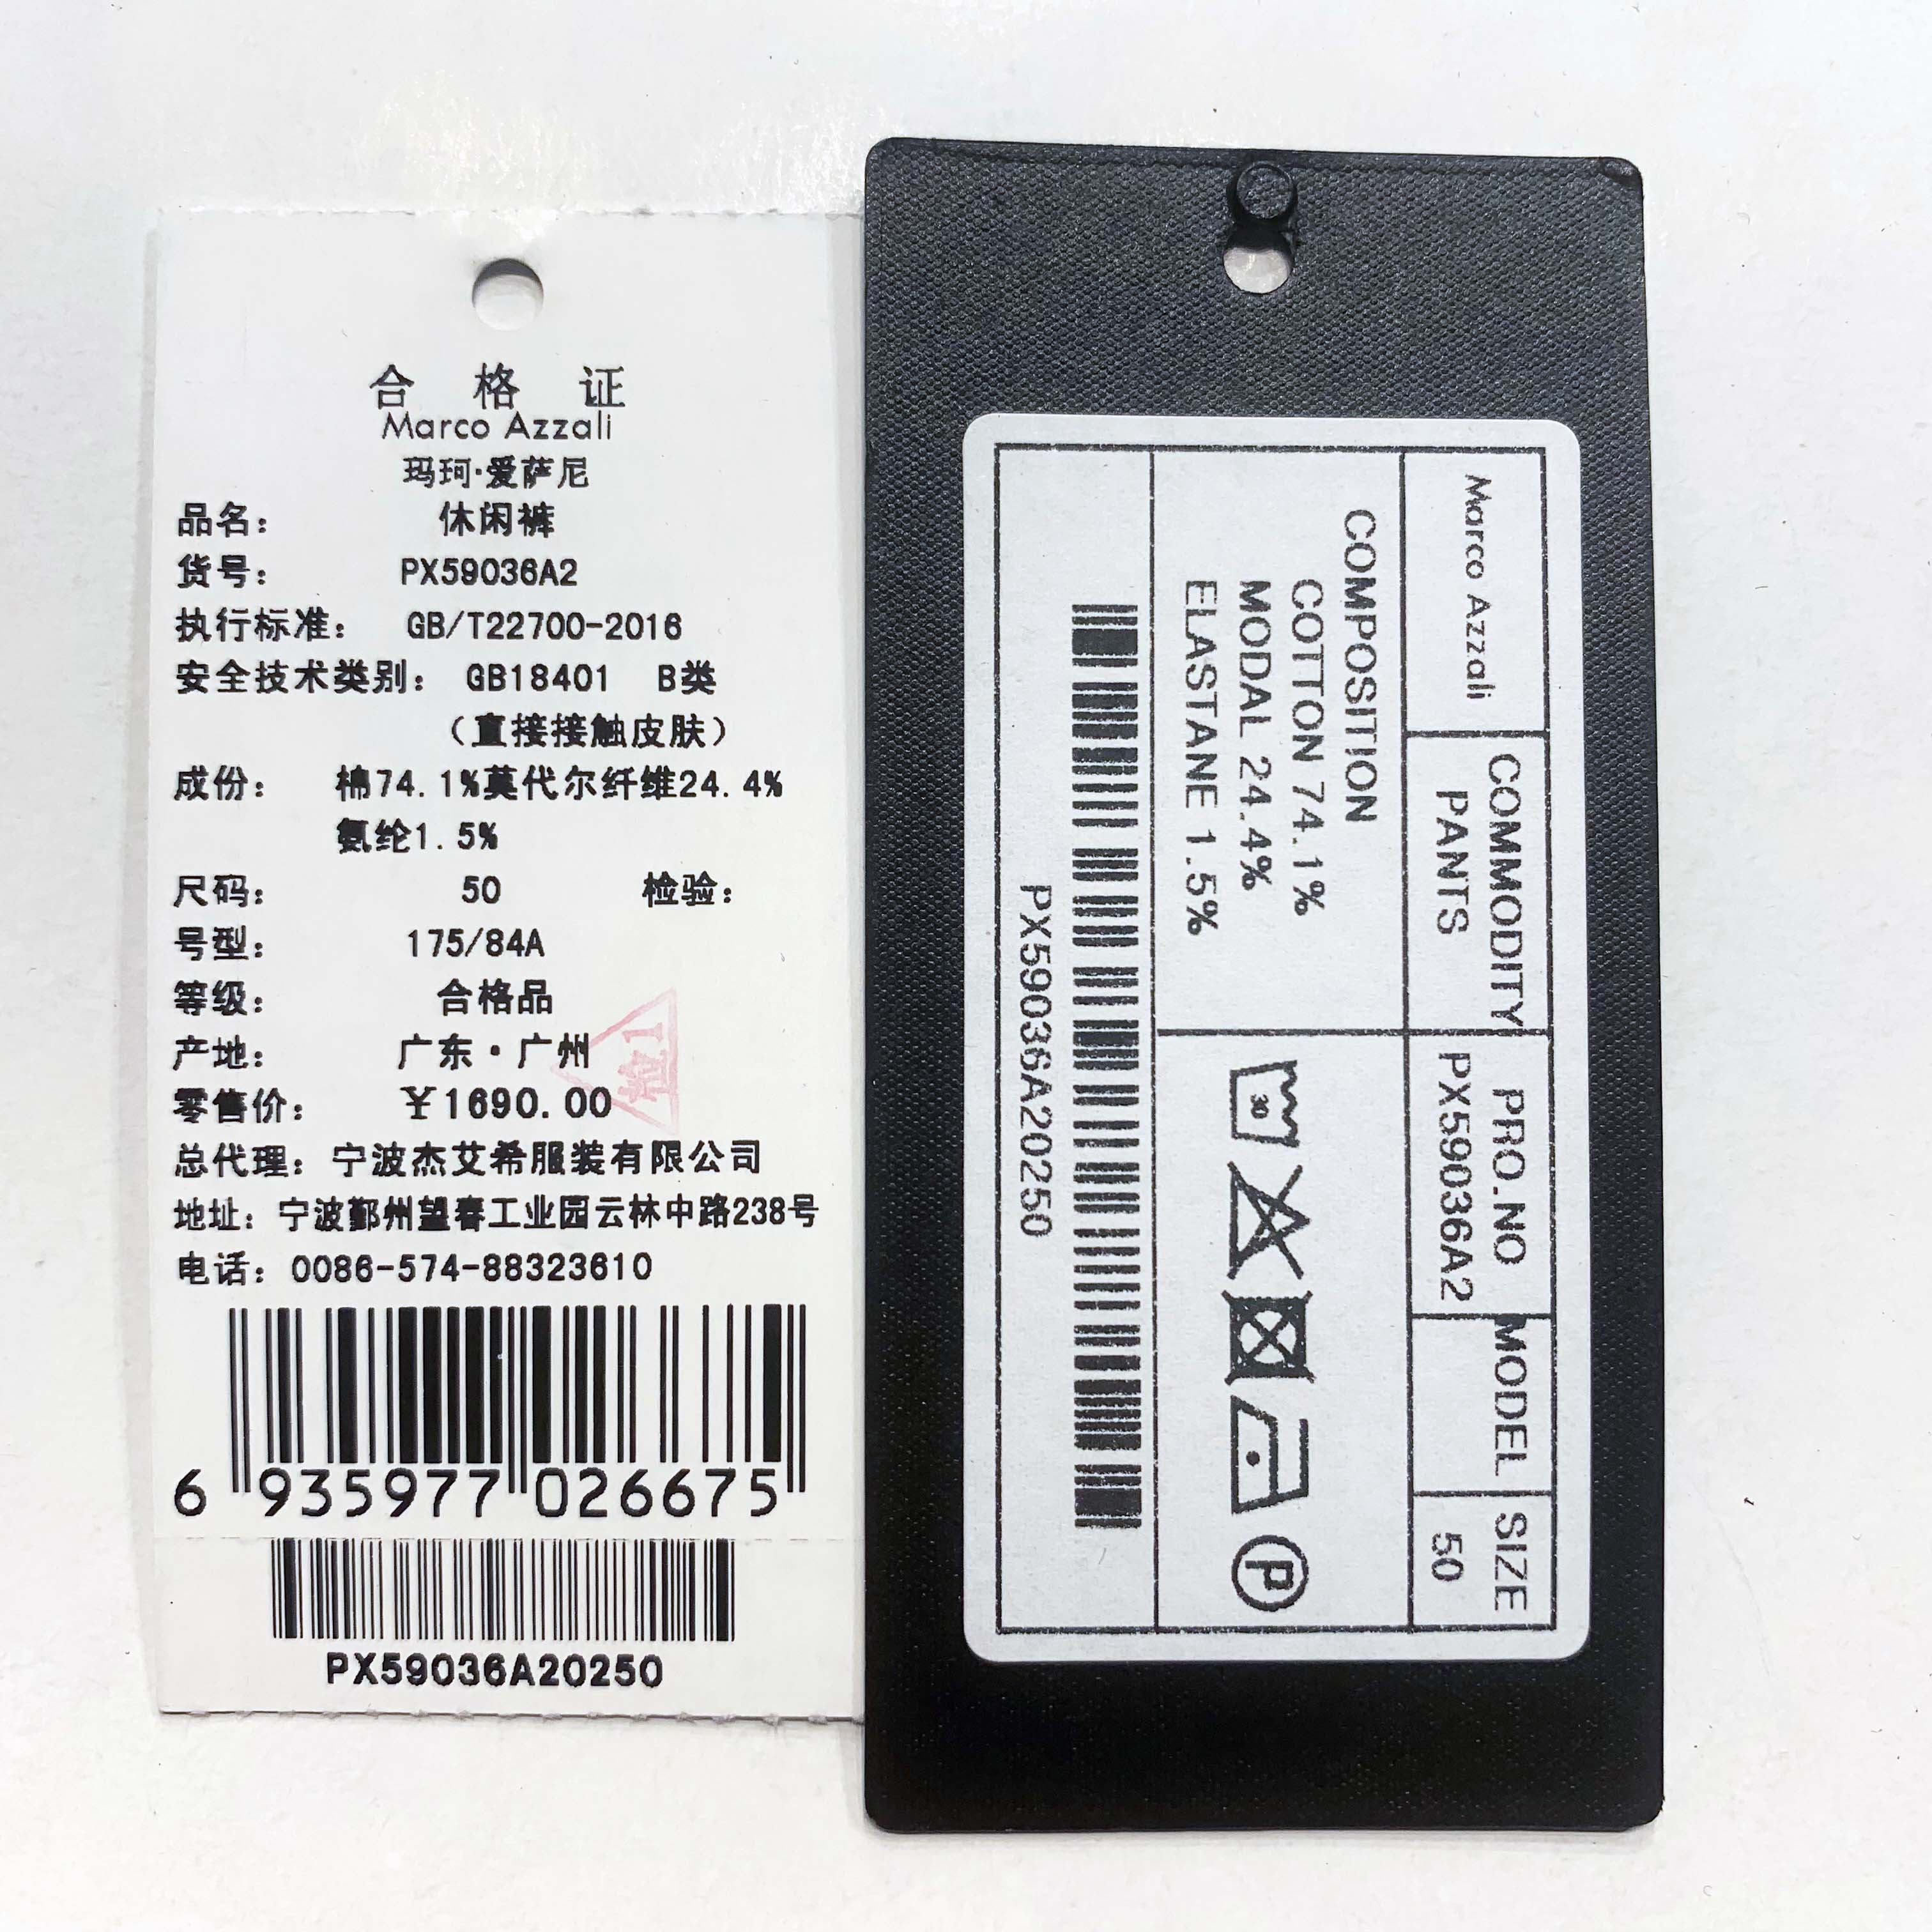 合 格 证
Marco Azzali
玛珂·爱萨尼
品名： 休闲裤
货号： PX59036A2
执行标准： GB/T22700-2016
安全技术类别： GB18401 B类
（直接接触皮肤）
成份： 棉74.1%莫代尔纤维24.4%
氨纶1.5%
尺码： 50 检验：
号型： 175/84A
等级： 合格品
产地： 广东·广州
零售价： ¥1690.00
检1
总代理：宁波杰艾希服装有限公司
地址：宁波鄞州望春工业园云林中路238号
电话：0086-574-88323610
6 935977 026675
PX59036A20250
Marco Azzali
COMMODITY
PANTS
PRO.NO
PX59036A2
MODEL
SIZE
50
COMPOSITION
COTTON 74.1%
MODAL 24.4%
ELASTANE 1.5%
30
P
PX59036A20250